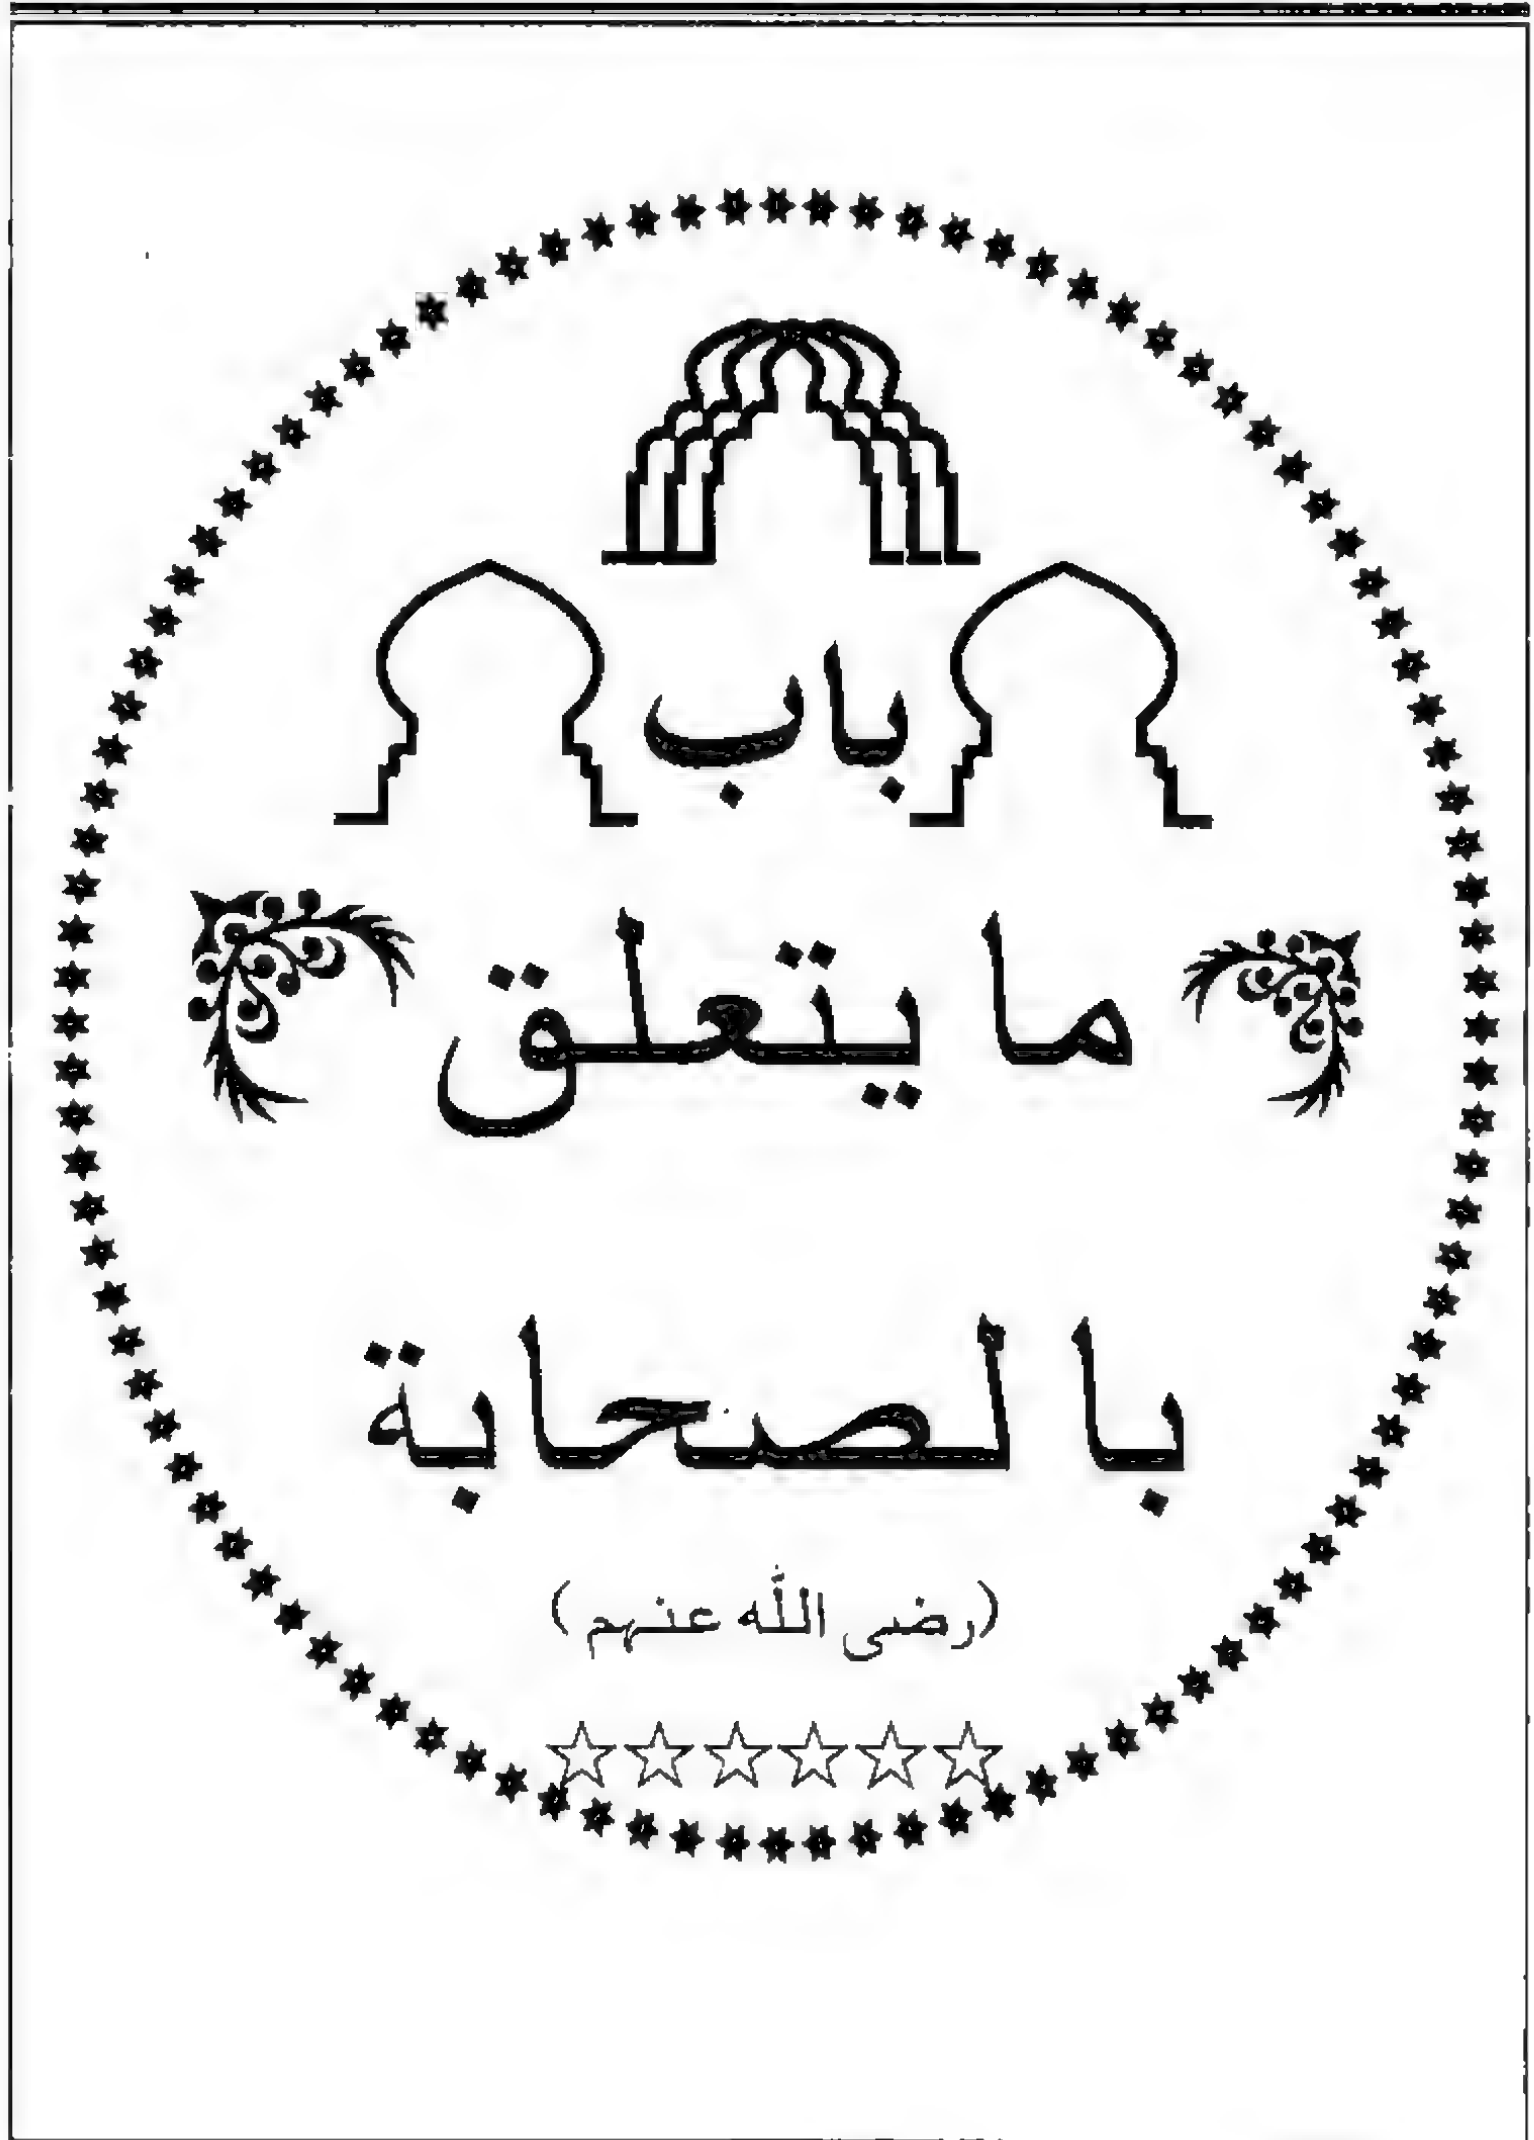 باب
ما يتعلق
بالصحابة
(رضى الله عنهم)